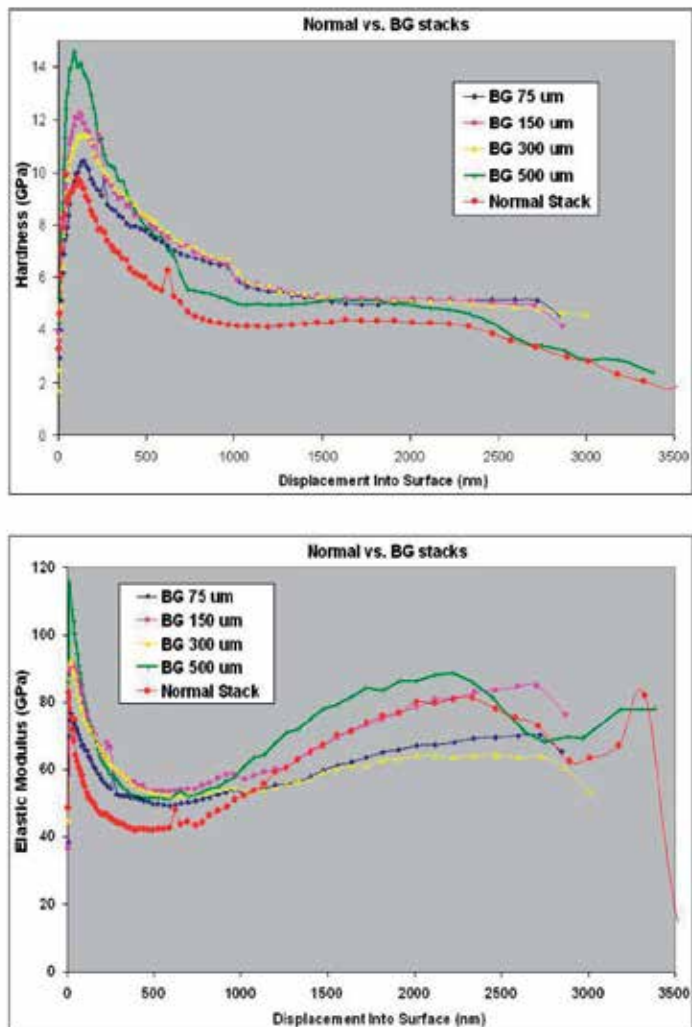 Normal vs. BG stacks
14
12
10
8
6
4
2
0
Hardness (GPa)
BG 75 um
BG 150 um
BG 300 um
BG 500 um
Normal Stack
0 500 1000 1500 2000 2500 3000 3500
Displacement Into Surface (nm)
Normal vs. BG stacks
120
100
80
60
40
20
0
Elastic Modulus (GPa)
BG 75 um
BG 150 um
BG 300 um
BG 500 um
Normal Stack
0 500 1000 1500 2000 2500 3000 3500
Displacement Into Surface (nm)